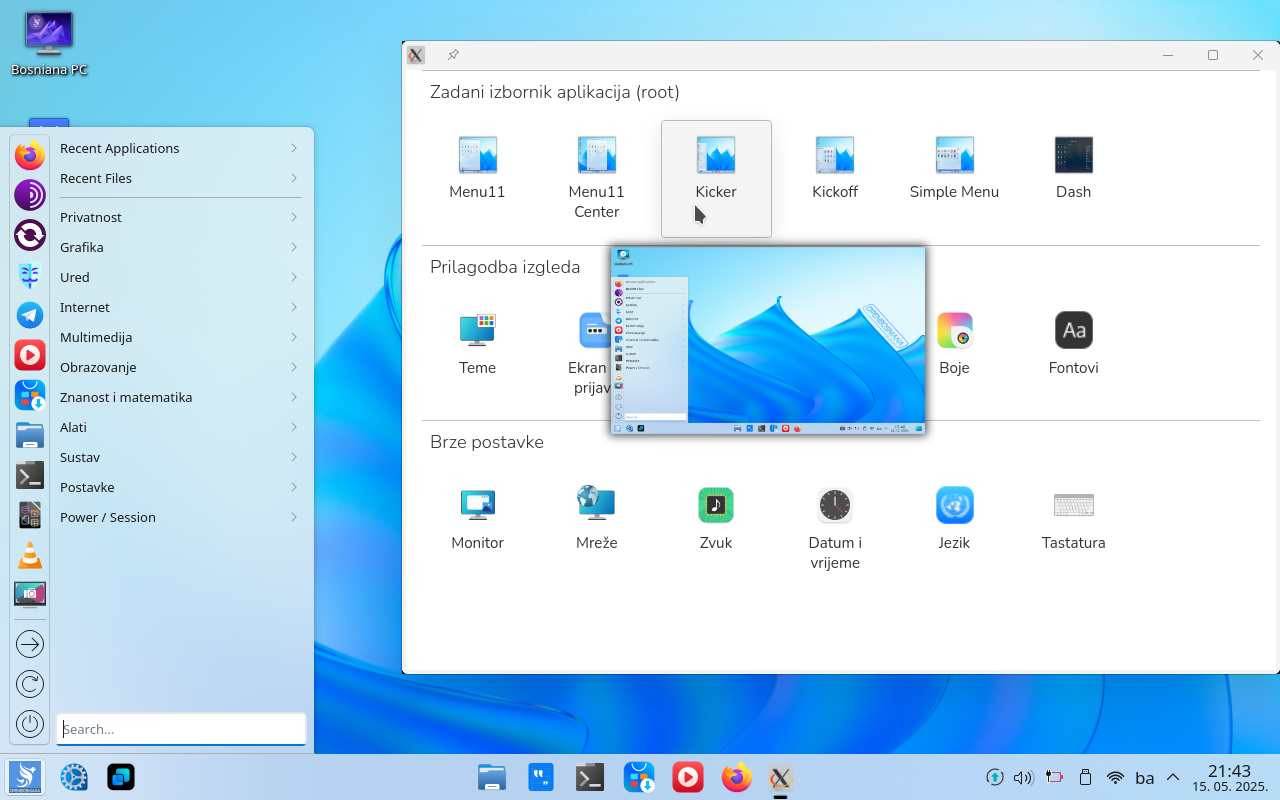 Bosniana PC
Recent Applications
Recent Files
Privatnost
Grafika
Ured
Internet
Multimedija
Obrazovanje
Znanost i matematika
Alati
Sustav
Postavke
Power / Session
Search...
Zadani izbornik aplikacija (root)
Menu11
Menu11
Center
Kicker
Kickoff
Simple Menu
Dash
Prilagodba izgleda
Teme
Ekran
prijav
Boje
Aa
Fontovi
Brze postavke
Monitor
Mreže
Zvuk
Datum i
vrijeme
Jezik
Tastatura
OPENBOSNIANA
ba
21:43
15. 05. 2025.